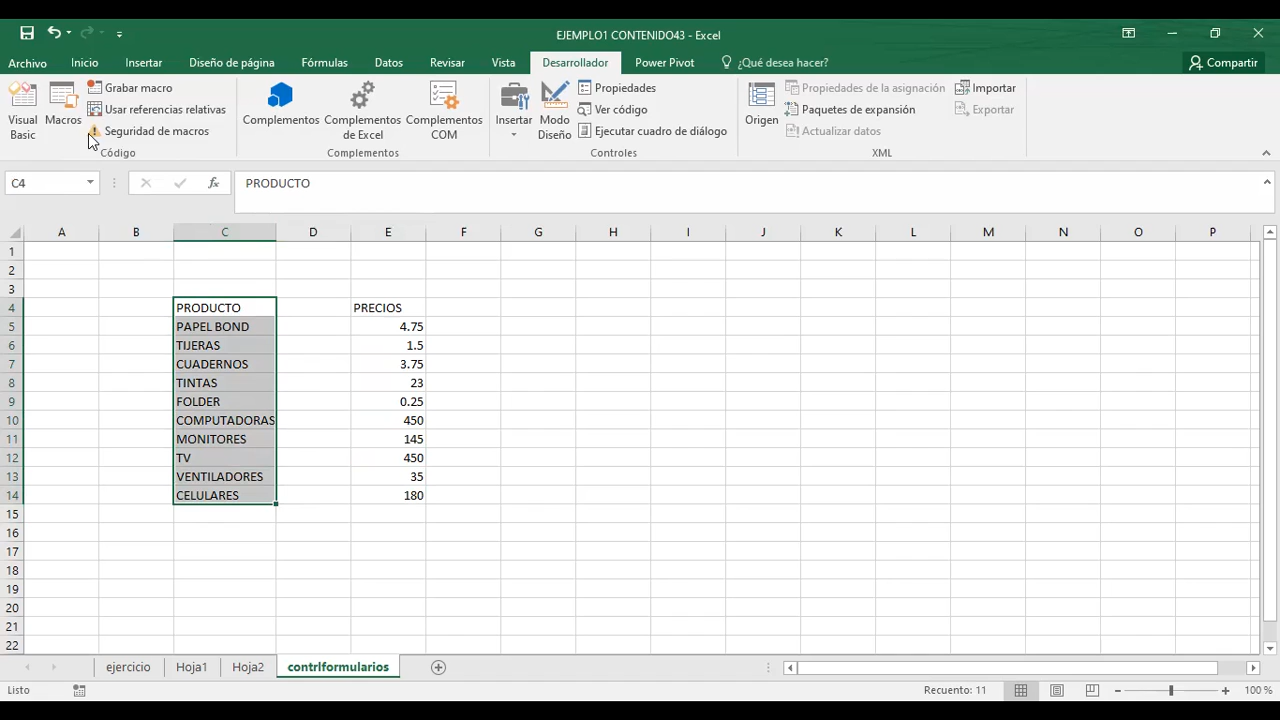 EJEMPLO1 CONTENIDO43 - Excel
Archivo Inicio Insertar Diseño de página Fórmulas Datos Revisar Vista Desarrollador Power Pivot ¿Qué desea hacer? Compartir
Visual Basic
Macros
Grabar macro
Usar referencias relativas
Seguridad de macros
Código
Complementos
Complementos de Excel
Complementos COM
Complementos
Insertar
Modo Diseño
Propiedades
Ver código
Ejecutar cuadro de diálogo
Controles
Origen
Propiedades de la asignación
Paquetes de expansión
Actualizar datos
Importar
Exportar
XML
C4 fx PRODUCTO
A B C D E F G H I J K L M N O P
1
2
3
4 PRODUCTO PRECIOS
5 PAPEL BOND 4.75
6 TIJERAS 1.5
7 CUADERNOS 3.75
8 TINTAS 23
9 FOLDER 0.25
10 COMPUTADORAS 450
11 MONITORES 145
12 TV 450
13 VENTILADORES 35
14 CELULARES 180
15
16
17
18
19
20
21
22
ejercicio Hoja1 Hoja2 contrlformularios
Listo Recuento: 11 100 %